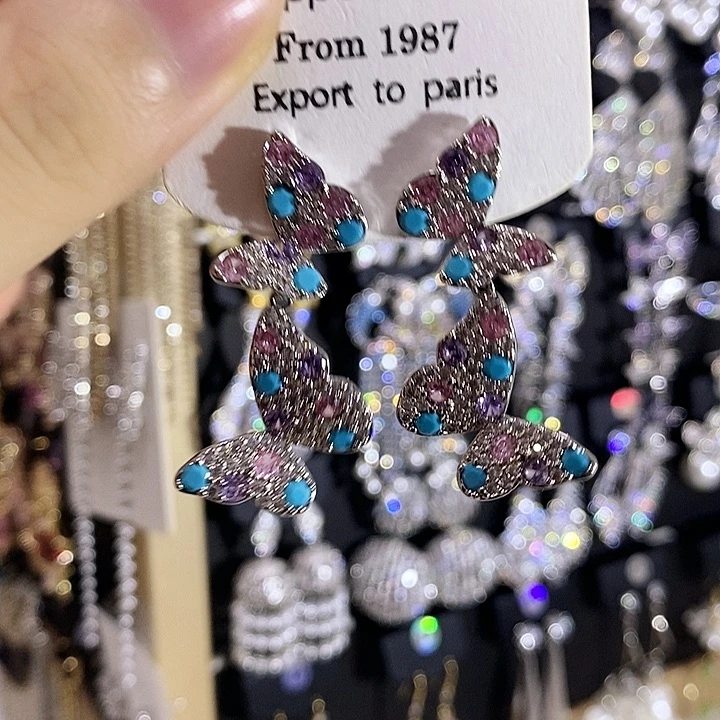 From 1987
Export to paris